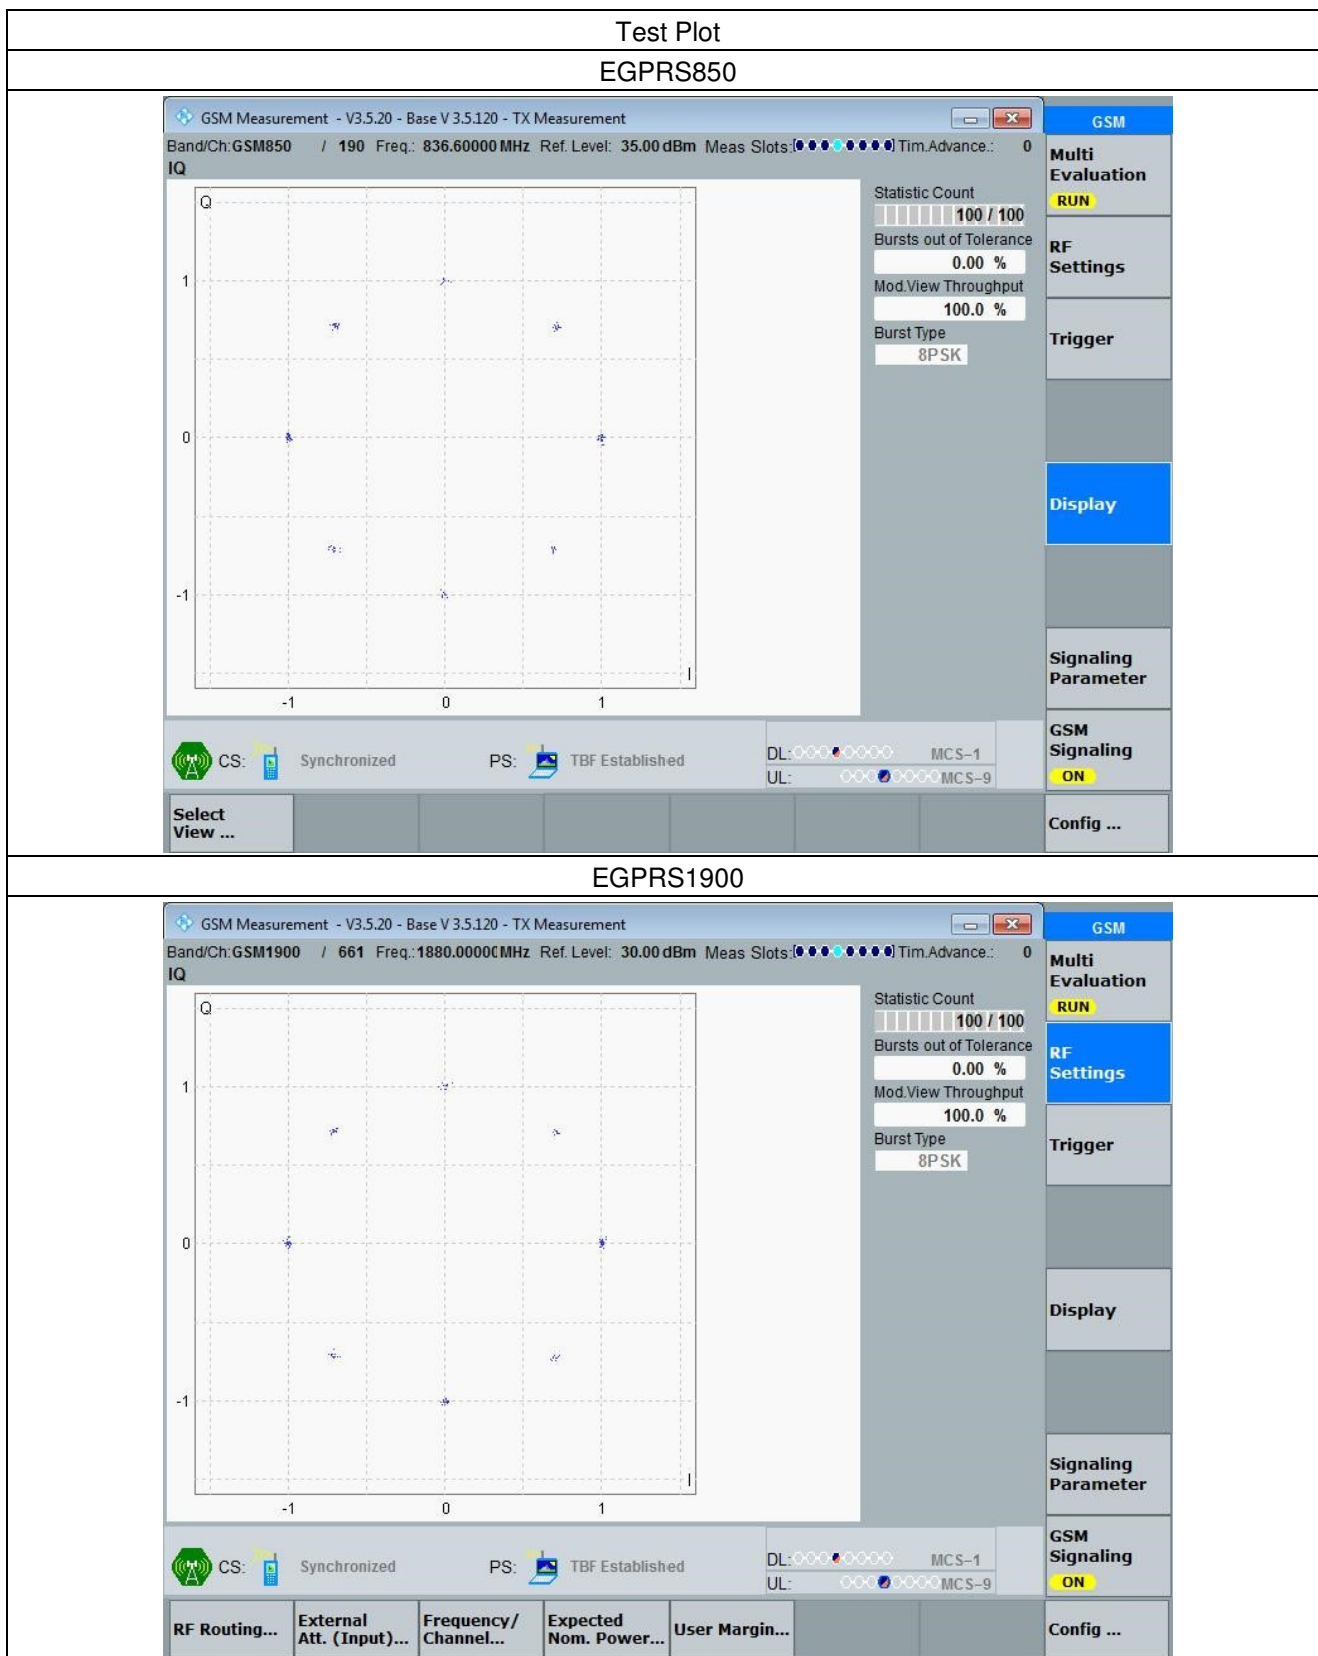 Test Plot
EGPRS850
GSM Measurement - V3.5.20 - Base V 3.5.120 - TX Measurement
GSM
Band/Ch:GSM850 / 190 Freq.: 836.60000 MHz Ref. Level: 35.00 dBm Meas Slots: Tim.Advance.: 0
IQ
Multi
Evaluation
RUN
Q
Statistic Count
100 / 100
Bursts out of Tolerance
0.00 %
RF
Settings
1
Mod.View Throughput
100.0 %
Burst Type
8PSK
Trigger
0
Display
-1
Signaling
Parameter
I
-1 0 1
GSM
Signaling
ON
CS: Synchronized PS: TBF Established DL: MCS-1
UL: MCS-9
Select
View ...
Config ...
EGPRS1900
GSM Measurement - V3.5.20 - Base V 3.5.120 - TX Measurement
GSM
Band/Ch:GSM1900 / 661 Freq.:1880.00000 MHz Ref. Level: 30.00 dBm Meas Slots: Tim.Advance.: 0
IQ
Multi
Evaluation
RUN
Q
Statistic Count
100 / 100
Bursts out of Tolerance
0.00 %
RF
Settings
1
Mod.View Throughput
100.0 %
Burst Type
8PSK
Trigger
0
Display
-1
Signaling
Parameter
I
-1 0 1
GSM
Signaling
ON
CS: Synchronized PS: TBF Established DL: MCS-1
UL: MCS-9
RF Routing...
External
Att. (Input)...
Frequency/
Channel...
Expected
Nom. Power...
User Margin...
Config ...